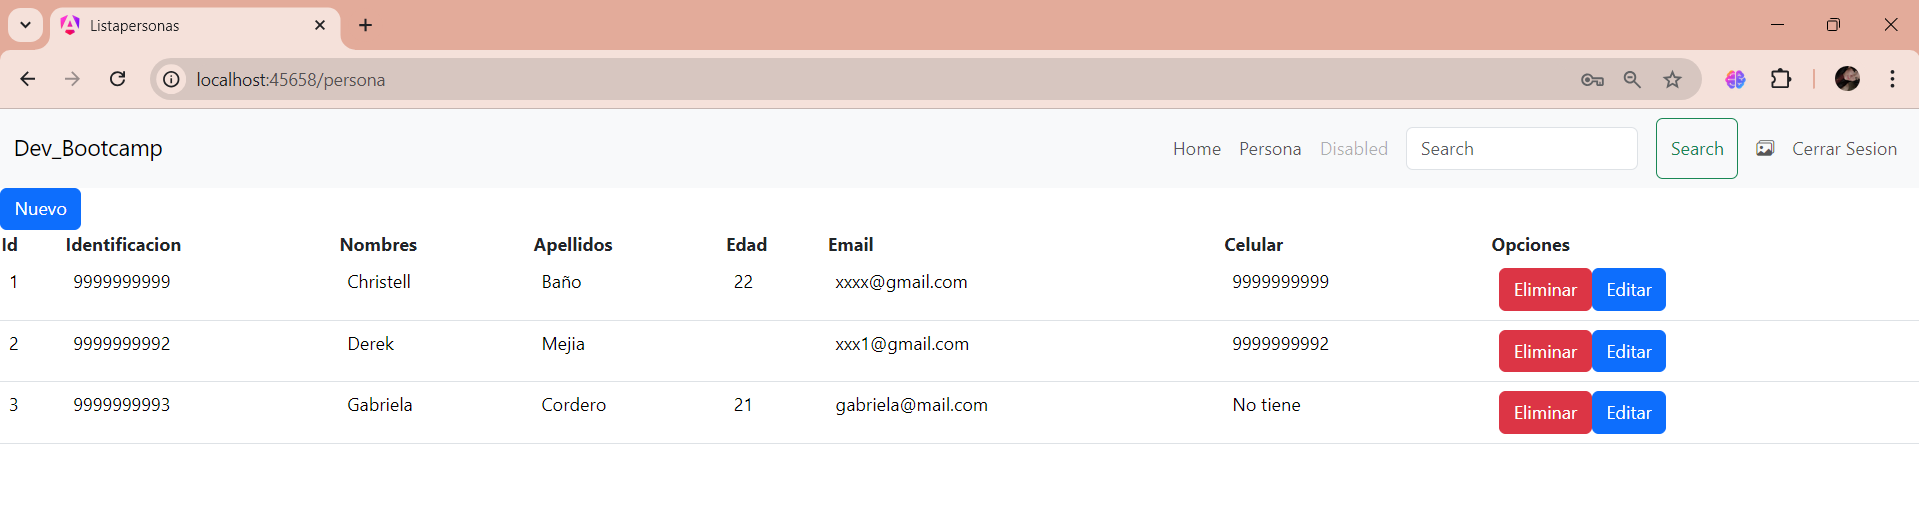 Listapersonas
localhost:45658/persona
Dev_Bootcamp Home Persona Disabled Search Search Cerrar Sesion
Nuevo
Id Identificacion Nombres Apellidos Edad Email Celular Opciones
1 9999999999 Christell Baño 22 xxxx@gmail.com 9999999999 Eliminar Editar
2 9999999992 Derek Mejia xxx1@gmail.com 9999999992 Eliminar Editar
3 9999999993 Gabriela Cordero 21 gabriela@mail.com No tiene Eliminar Editar